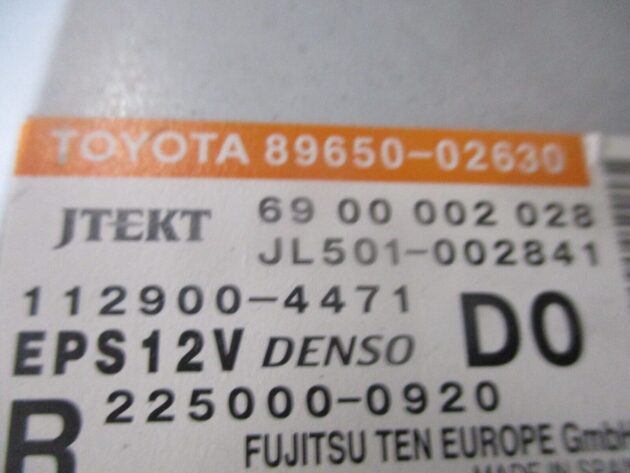 TOYOTA 89650-02630
JTEKT 69 00 002 028
JL501-002841
112900-4471 D0
EPS12V DENSO
B 225000-0920
FUJITSU TEN EUROPE GmbH